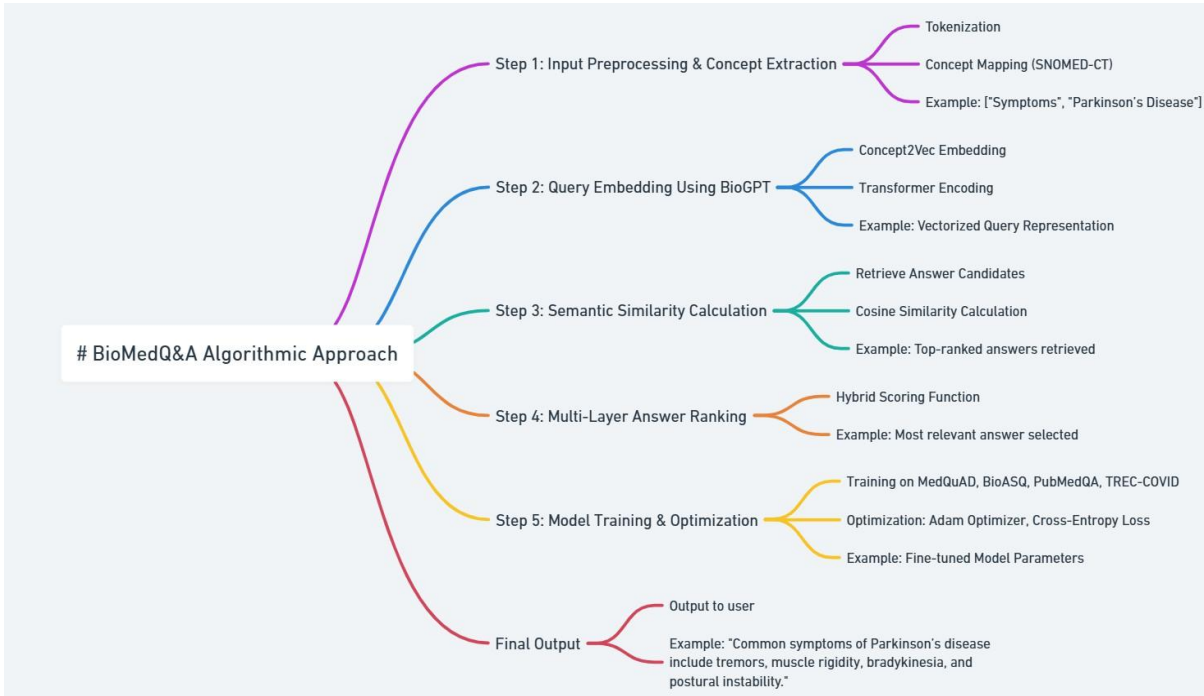 # BioMedQ&A Algorithmic Approach
Step 1: Input Preprocessing & Concept Extraction
Tokenization
Concept Mapping (SNOMED-CT)
Example: ["Symptoms", "Parkinson's Disease"]
Step 2: Query Embedding Using BioGPT
Concept2Vec Embedding
Transformer Encoding
Example: Vectorized Query Representation
Step 3: Semantic Similarity Calculation
Retrieve Answer Candidates
Cosine Similarity Calculation
Example: Top-ranked answers retrieved
Step 4: Multi-Layer Answer Ranking
Hybrid Scoring Function
Example: Most relevant answer selected
Step 5: Model Training & Optimization
Training on MedQuAD, BioASQ, PubMedQA, TREC-COVID
Optimization: Adam Optimizer, Cross-Entropy Loss
Example: Fine-tuned Model Parameters
Final Output
Output to user
Example: "Common symptoms of Parkinson's disease
include tremors, muscle rigidity, bradykinesia, and
postural instability."